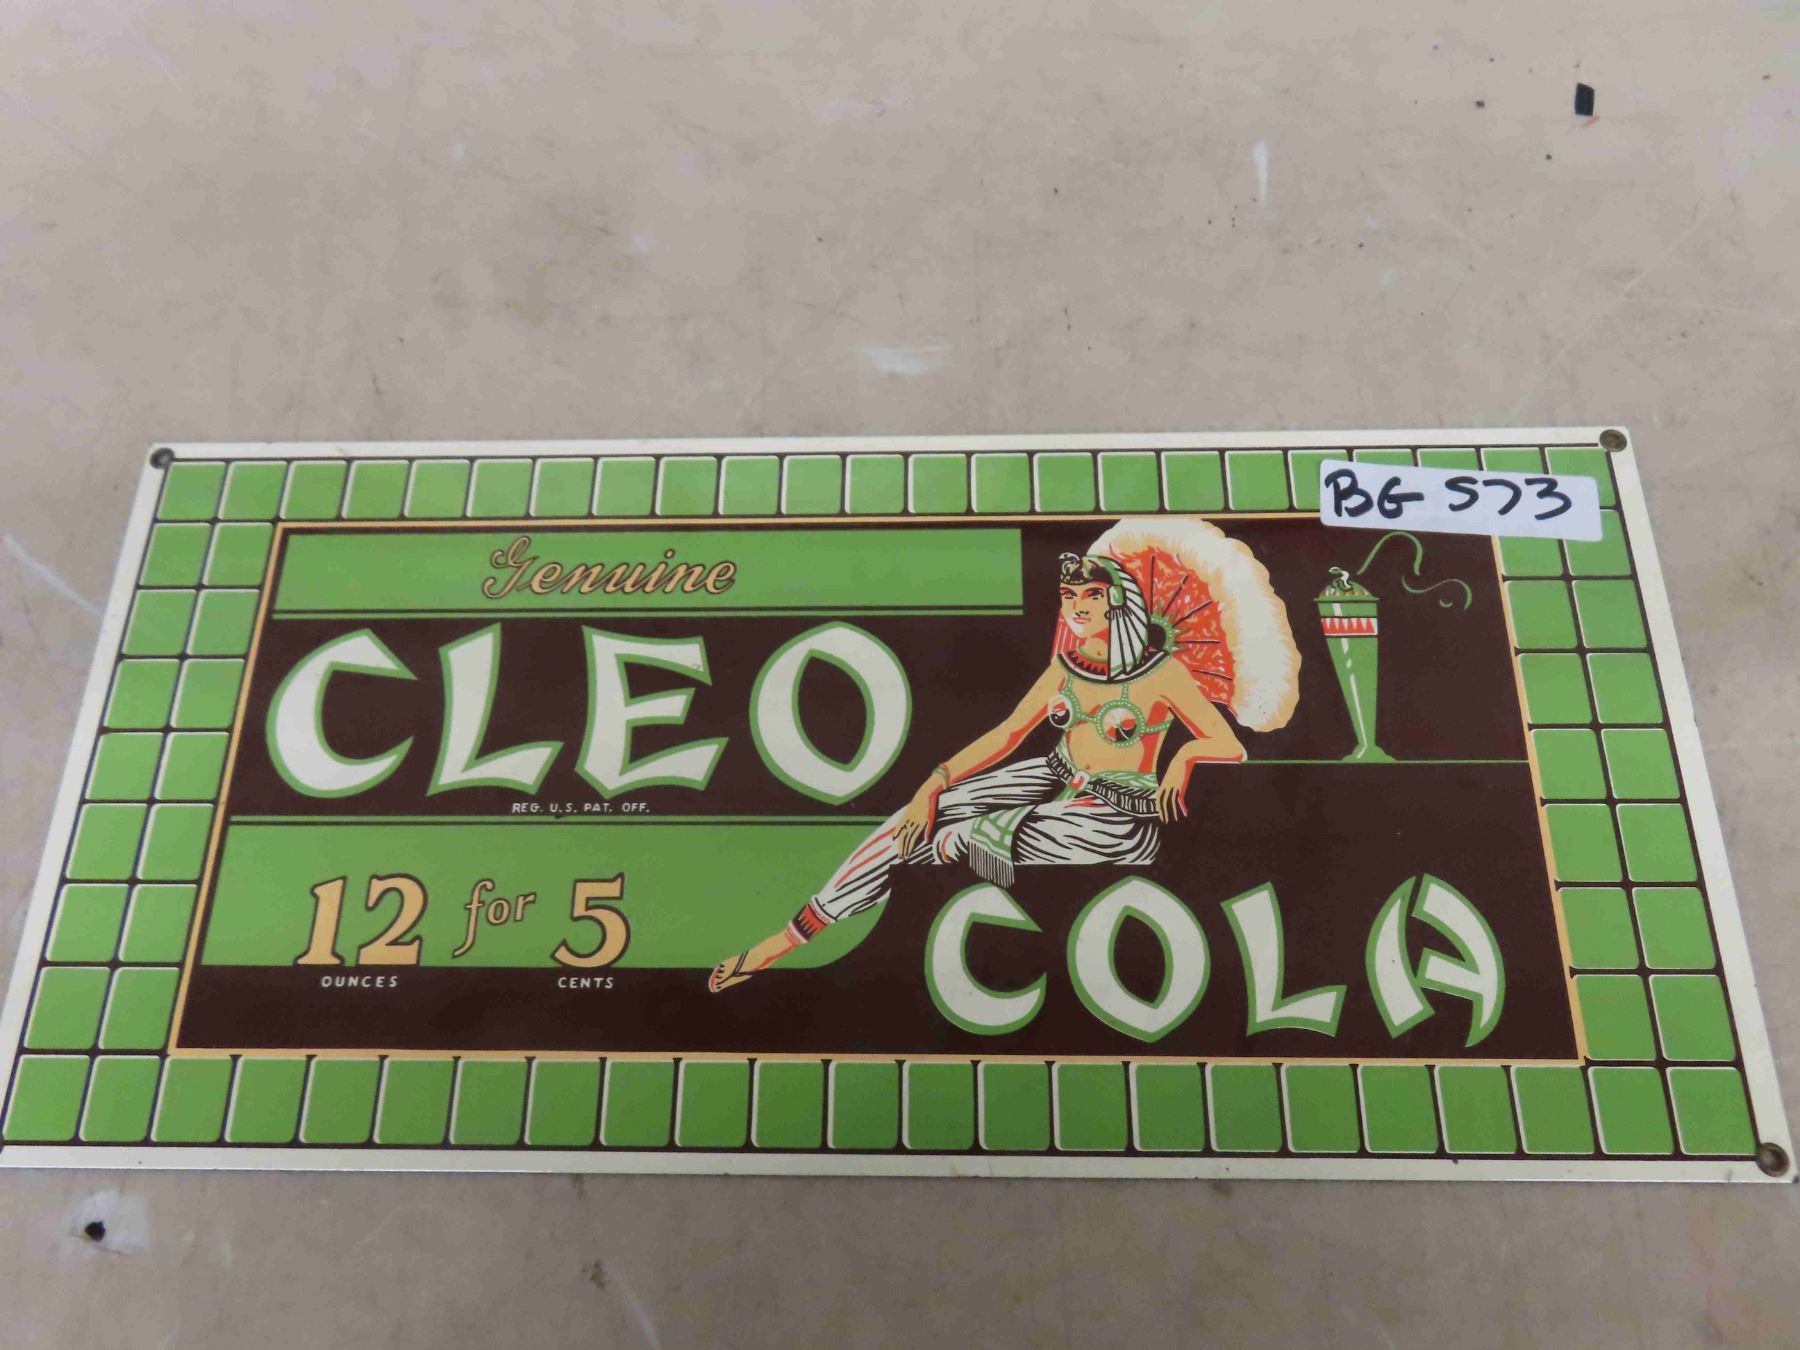 BG 573
Genuine
CLEO
REG. U.S. PAT. OFF.
12 for 5
OUNCES CENTS
COLA